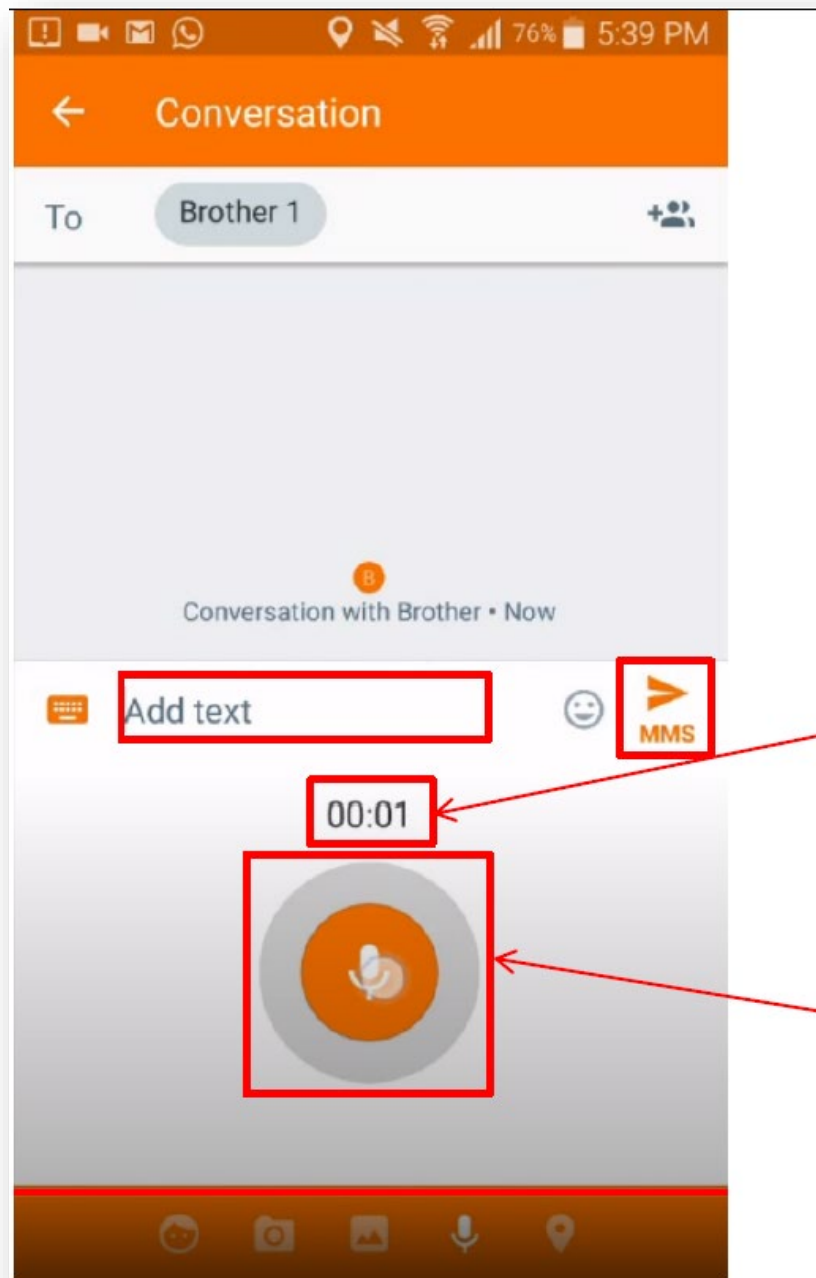 76% 5:39 PM
Conversation
To Brother 1
B
Conversation with Brother • Now
Add text
MMS
00:01